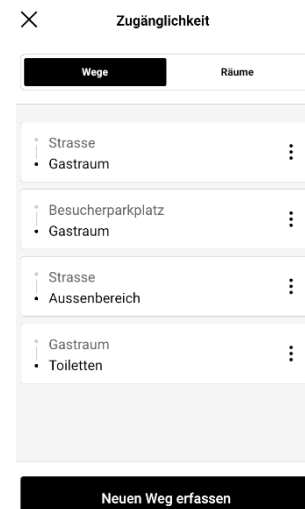 Zugänglichkeit
Wege
Räume
Strasse
Gastraum
Besucherparkplatz
Gastraum
Strasse
Aussenbereich
Gastraum
Toiletten
Neuen Weg erfassen